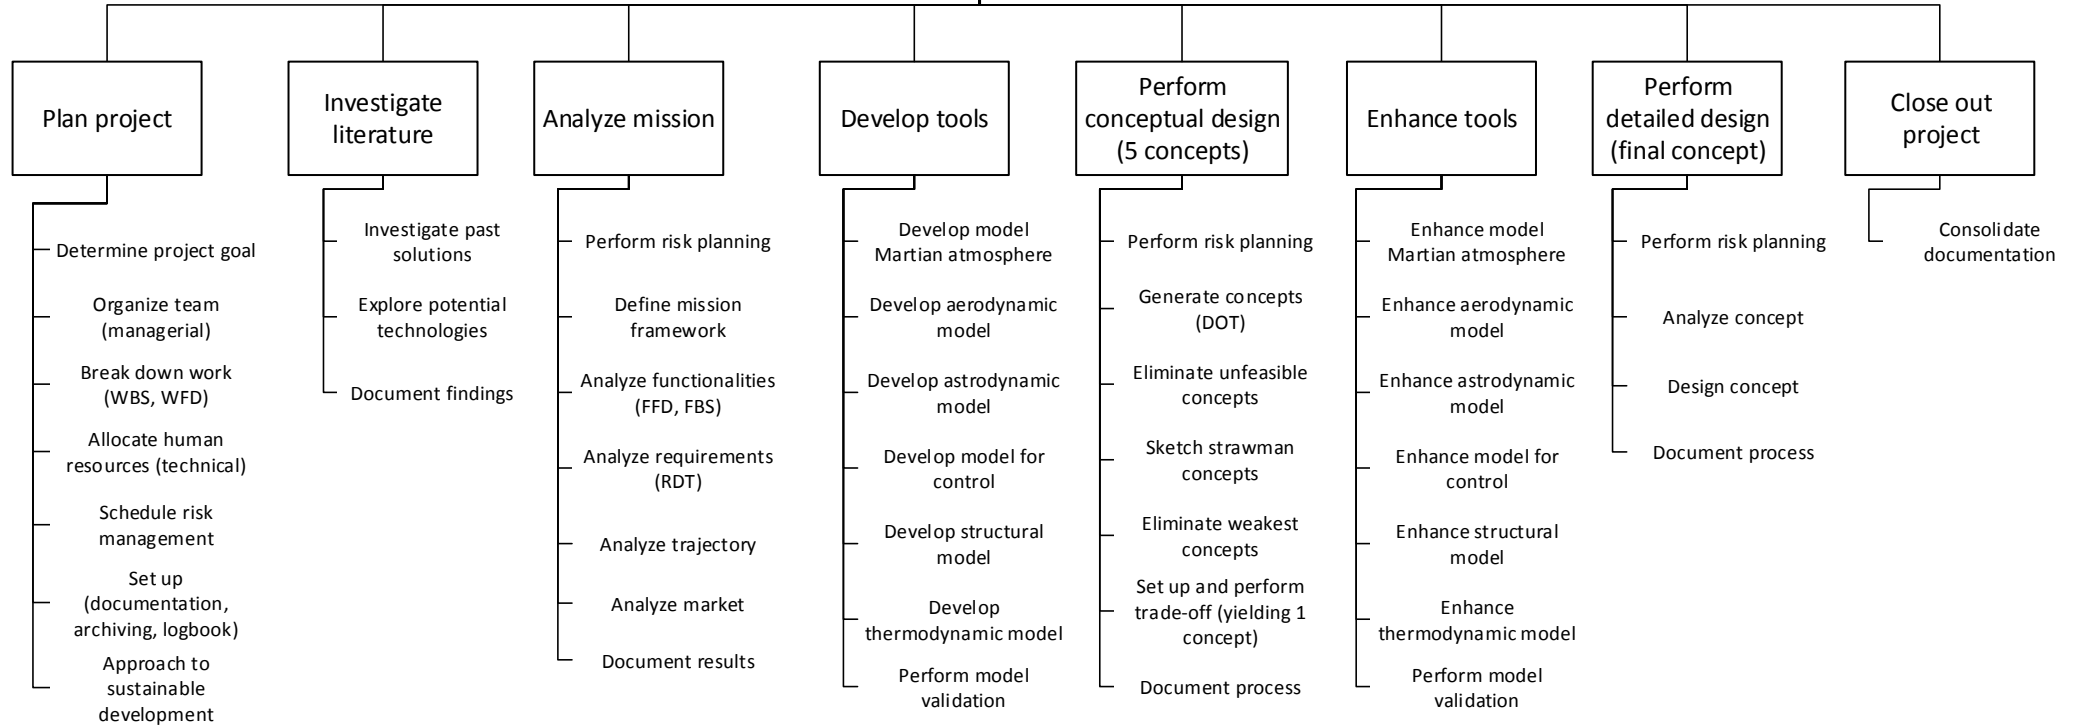 Plan project
Determine project goal
Organize team
(managerial)
Break down work
(WBS, WFD)
Allocate human
resources (technical)
Schedule risk
management
Set up
(documentation,
archiving, logbook)
Approach to
sustainable
development
Investigate
literature
Investigate past
solutions
Explore potential
technologies
Document findings
Analyze mission
Perform risk planning
Define mission
framework
Analyze functionalities
(FFD, FBS)
Analyze requirements
(RDT)
Analyze trajectory
Analyze market
Document results
Develop tools
Develop model
Martian atmosphere
Develop aerodynamic
model
Develop astrodynamic
model
Develop model for
control
Develop structural
model
Develop
thermodynamic model
Perform model
validation
Perform
conceptual design
(5 concepts)
Perform risk planning
Generate concepts
(DOT)
Eliminate unfeasible
concepts
Sketch strawman
concepts
Eliminate weakest
concepts
Set up and perform
trade-off (yielding 1
concept)
Document process
Enhance tools
Enhance model
Martian atmosphere
Enhance aerodynamic
model
Enhance astrodynamic
model
Enhance model for
control
Enhance structural
model
Enhance
thermodynamic model
Perform model
validation
Perform
detailed design
(final concept)
Perform risk planning
Analyze concept
Design concept
Document process
Close out
project
Consolidate
documentation